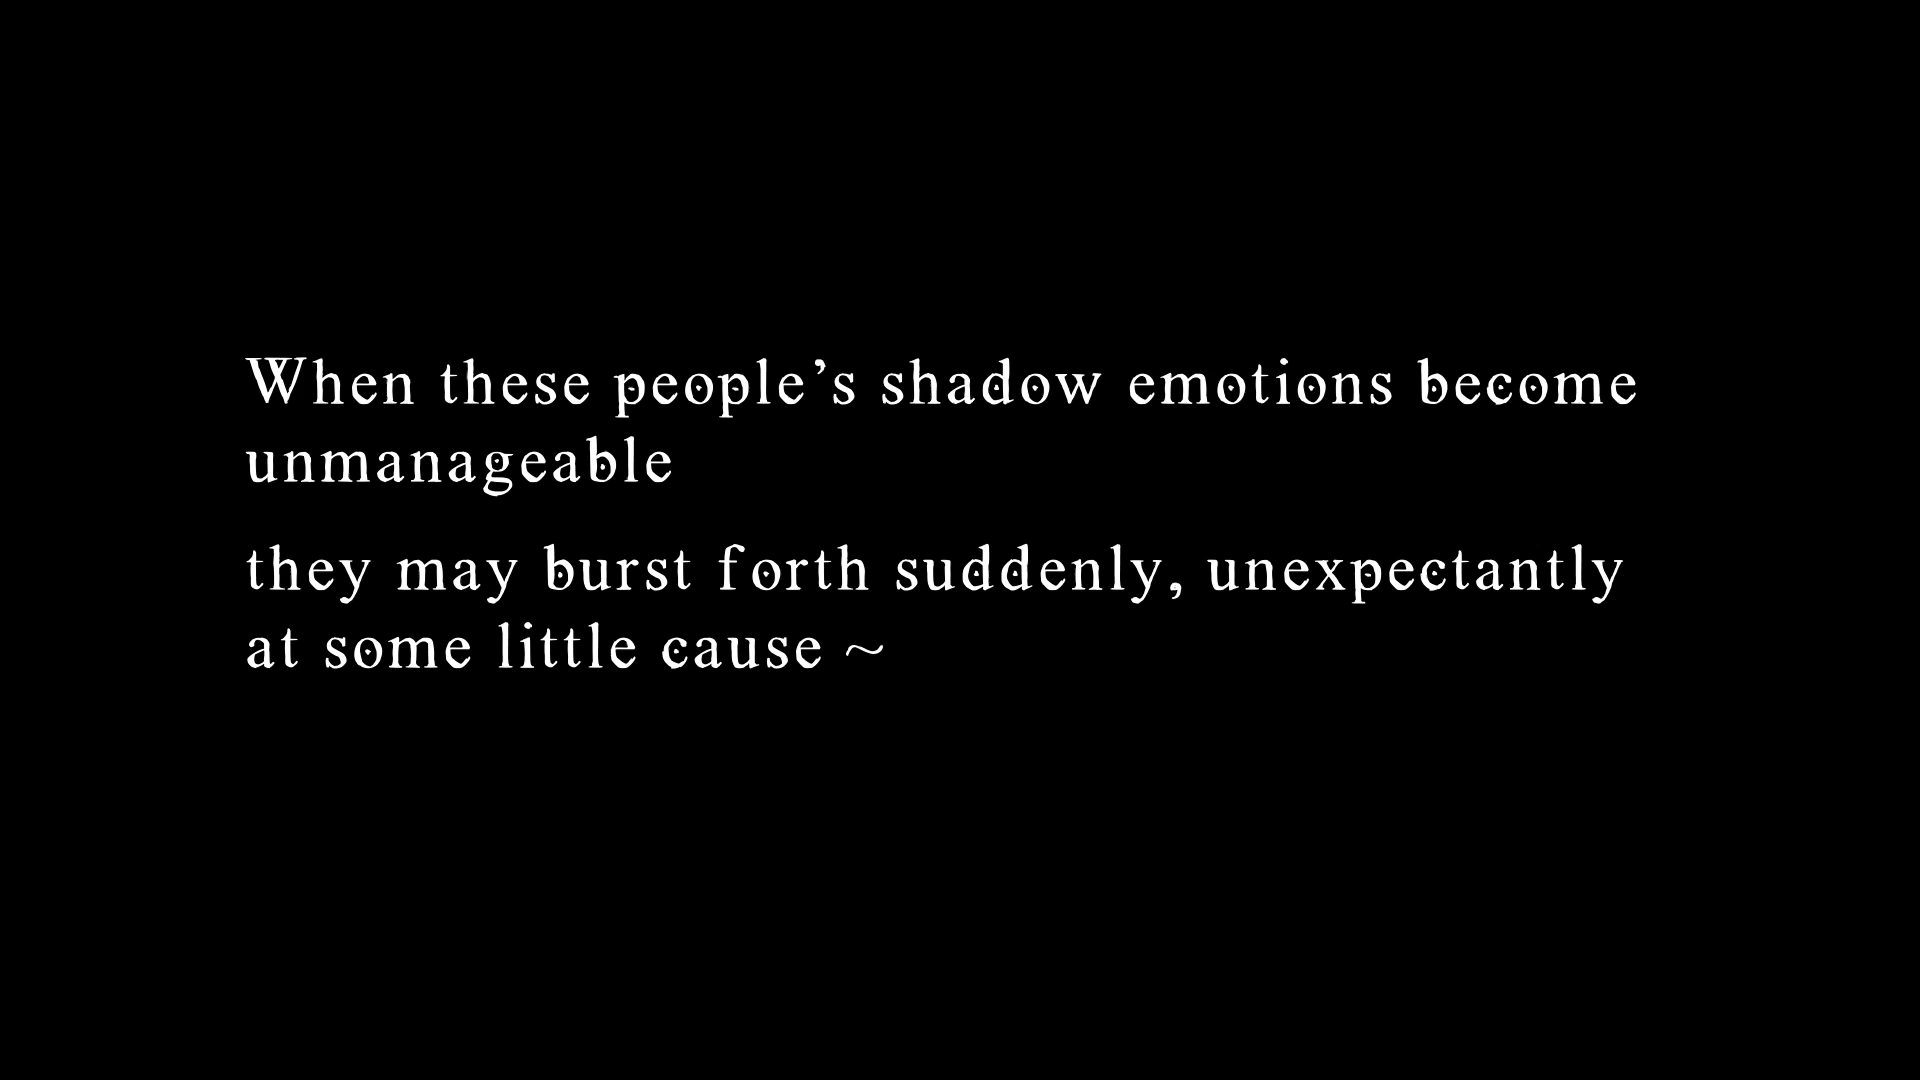 When these people’s shadow emotions become
unmanageable
they may burst forth suddenly, unexpectantly
at some little cause ~